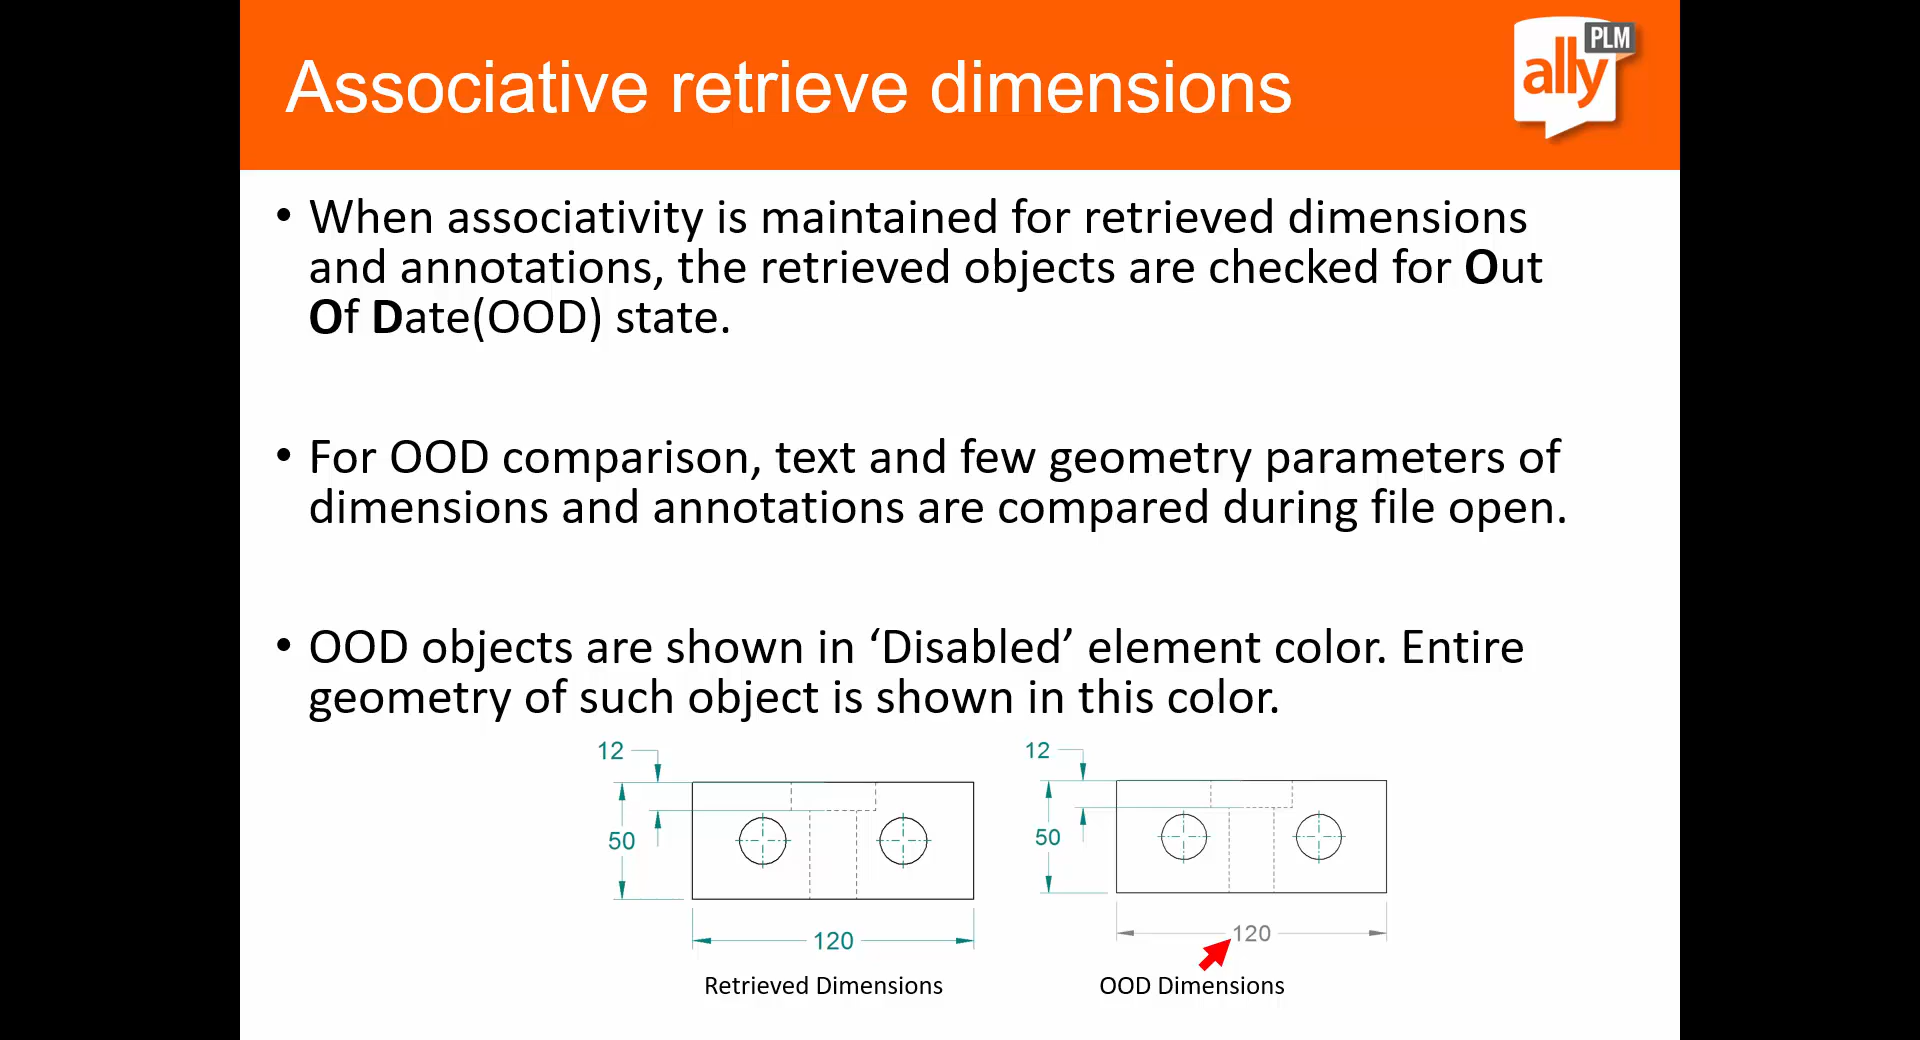 Associative retrieve dimensions
PLM
ally
• When associativity is maintained for retrieved dimensions
and annotations, the retrieved objects are checked for Out
Of Date(OOD) state.
• For OOD comparison, text and few geometry parameters of
dimensions and annotations are compared during file open.
• OOD objects are shown in ‘Disabled’ element color. Entire
geometry of such object is shown in this color.
12
50
120
Retrieved Dimensions
12
50
120
OOD Dimensions